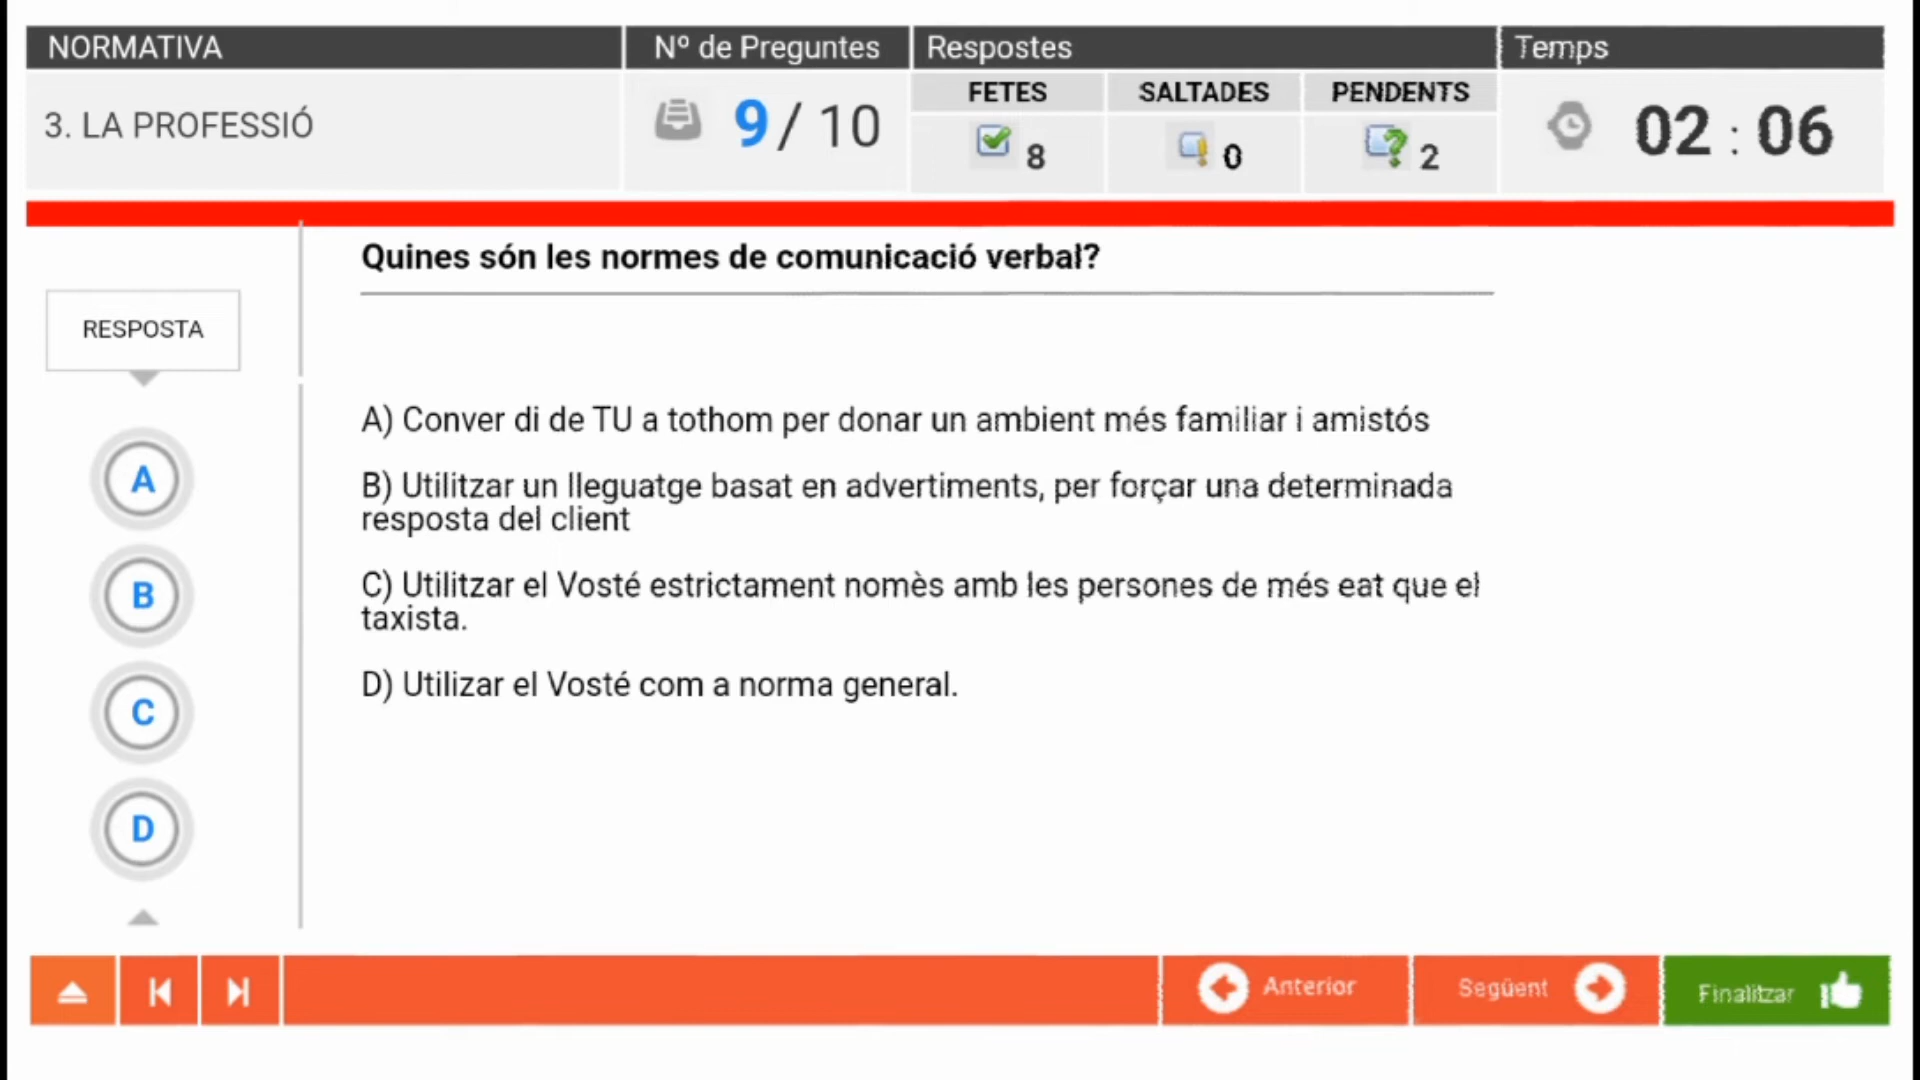 NORMATIVA
Nº de Preguntes
Respostes
Temps
3. LA PROFESSIÓ
9 / 10
FETES
8
SALTADES
0
PENDENTS
2
02 : 06
Quines són les normes de comunicació verbal?
RESPOSTA
A) Conver di de TU a tothom per donar un ambient més familiar i amistós
B) Utilitzar un lleguatge basat en advertiments, per forçar una determinada
resposta del client
C) Utilitzar el Vosté estrictament nomès amb les persones de més eat que el
taxista.
D) Utilizar el Vosté com a norma general.
A
B
C
D
Anterior
Següent
Finalitzar